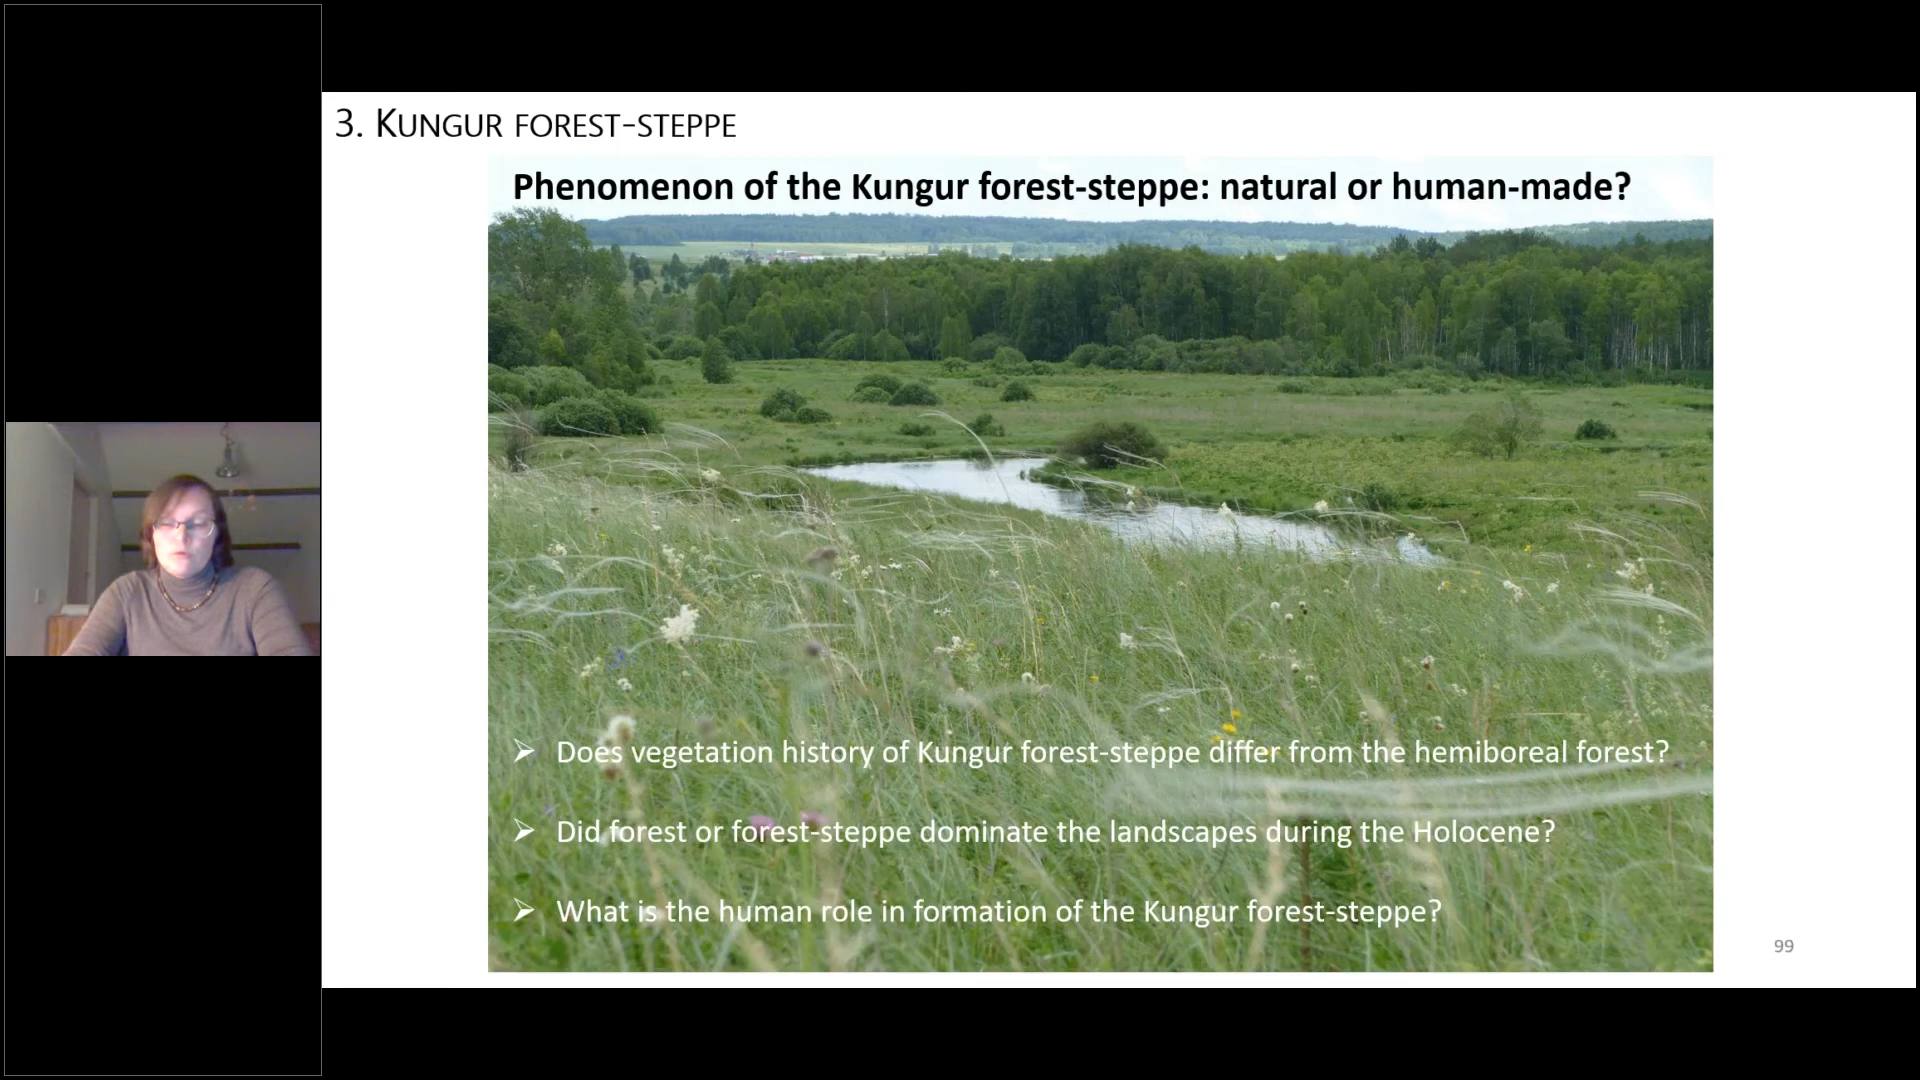 3. Kungur forest-steppe
Phenomenon of the Kungur forest-steppe: natural or human-made?
➢ Does vegetation history of Kungur forest-steppe differ from the hemiboreal forest?
➢ Did forest or forest-steppe dominate the landscapes during the Holocene?
➢ What is the human role in formation of the Kungur forest-steppe?
99